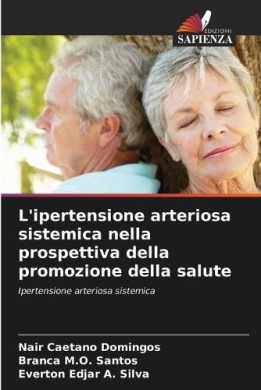 EDIZIONI
SAPIENZA
L'ipertensione arteriosa
sistemica nella
prospettiva della
promozione della salute
Ipertensione arteriosa sistemica
Nair Caetano Domingos
Branca M.O. Santos
Everton Edjar A. Silva